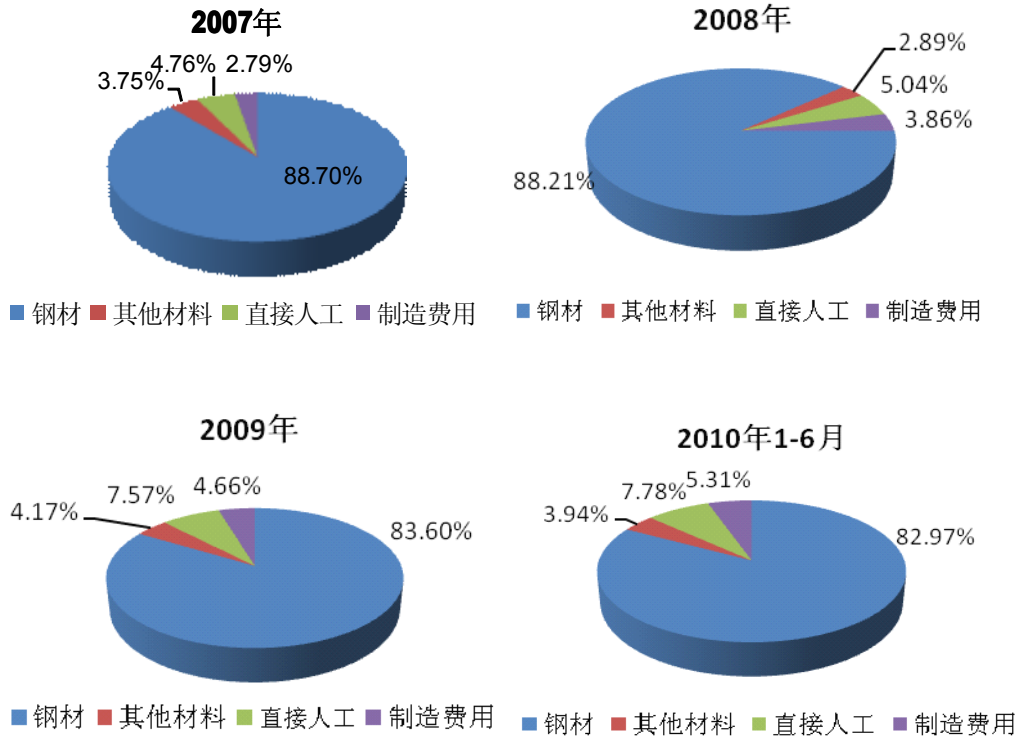 2007年
3.75%
4.76%
2.79%
88.70%
钢材 其他材料 直接人工 制造费用
2008年
2.89%
5.04%
3.86%
88.21%
钢材 其他材料 直接人工 制造费用
2009年
4.17%
7.57%
4.66%
83.60%
钢材 其他材料 直接人工 制造费用
2010年1-6月
3.94%
7.78%
5.31%
82.97%
钢材 其他材料 直接人工 制造费用